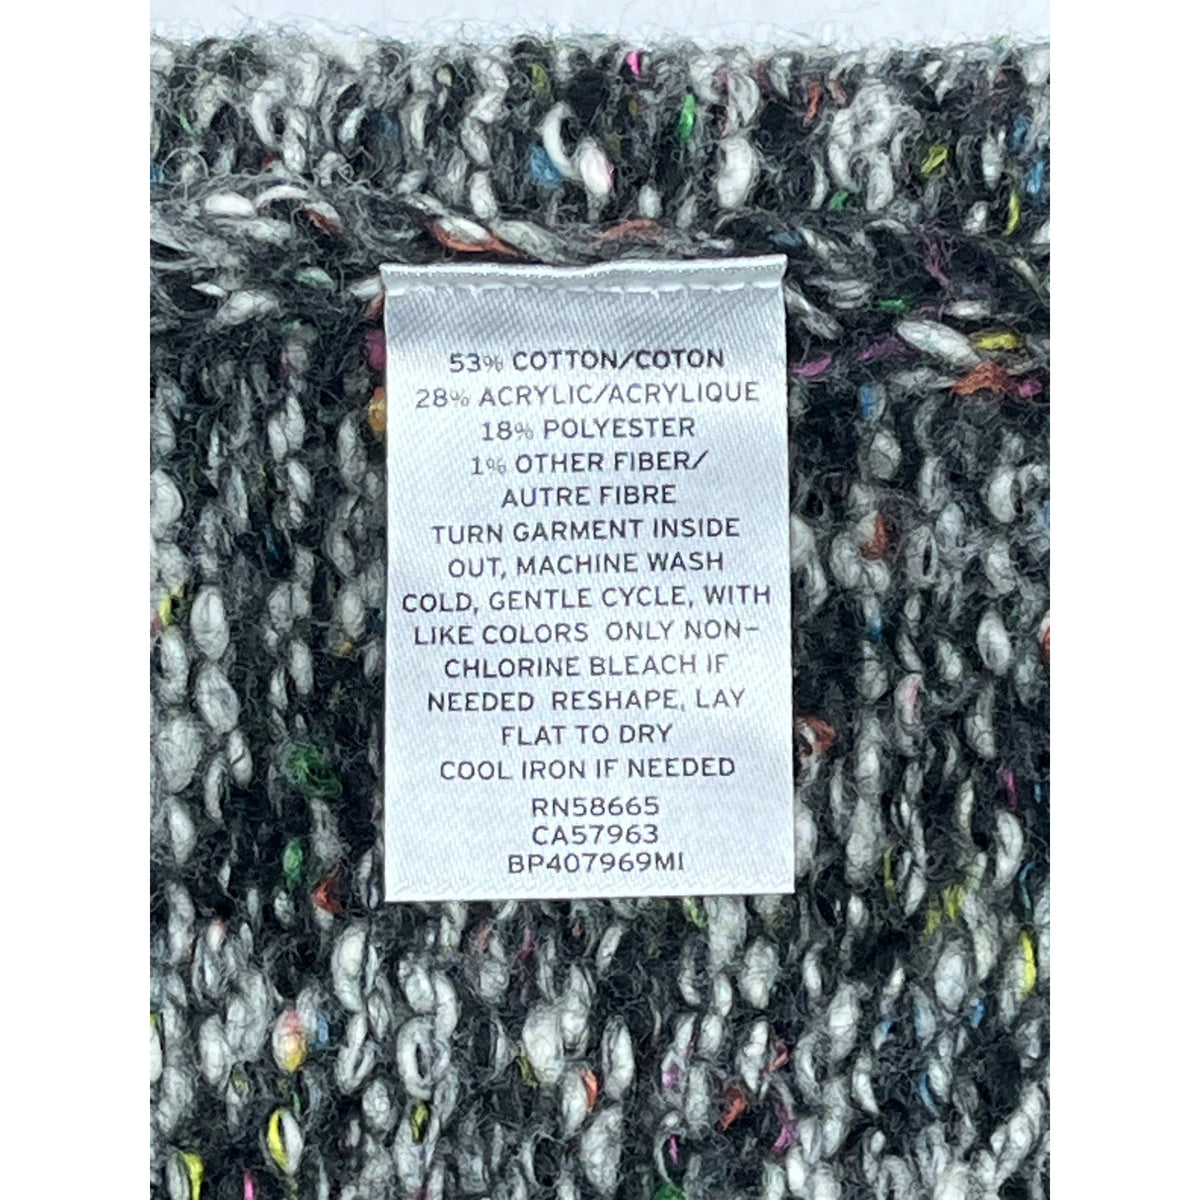 53% COTTON/COTON
28% ACRYLIC/ACRYLIQUE
18% POLYESTER
1% OTHER FIBER/
AUTRE FIBRE
TURN GARMENT INSIDE
OUT, MACHINE WASH
COLD, GENTLE CYCLE, WITH
LIKE COLORS  ONLY NON-
CHLORINE BLEACH IF
NEEDED  RESHAPE, LAY
FLAT TO DRY
COOL IRON IF NEEDED
RN58665
CA57963
BP407969MI